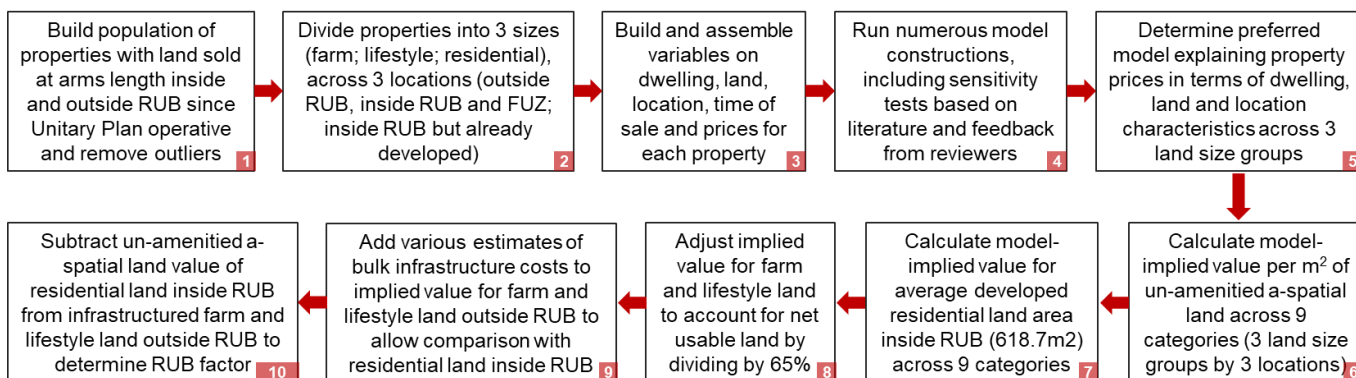 Build population of
properties with land sold
at arms length inside
and outside RUB since
Unitary Plan operative
and remove outliers
1
Divide properties into 3 sizes
(farm; lifestyle; residential),
across 3 locations (outside
RUB, inside RUB and FUZ;
inside RUB but already
developed)
2
Build and assemble
variables on
dwelling, land,
location, time of
sale and prices for
each property
3
Run numerous model
constructions,
including sensitivity
tests based on
literature and feedback
from reviewers
4
Determine preferred
model explaining property
prices in terms of dwelling,
land and location
characteristics across 3
land size groups
5
Calculate model-
implied value per m² of
un-amenitied a-spatial
land across 9
categories (3 land size
groups by 3 locations)
6
Calculate model-
implied value for
average developed
residential land area
inside RUB (618.7m2)
across 9 categories
7
Adjust implied
value for farm
and lifestyle land
to account for net
usable land by
dividing by 65%
8
Add various estimates of
bulk infrastructure costs to
implied value for farm and
lifestyle land outside RUB to
allow comparison with
residential land inside RUB
9
Subtract un-amenitied a-
spatial land value of
residential land inside RUB
from infrastructured farm and
lifestyle land outside RUB to
determine RUB factor
10